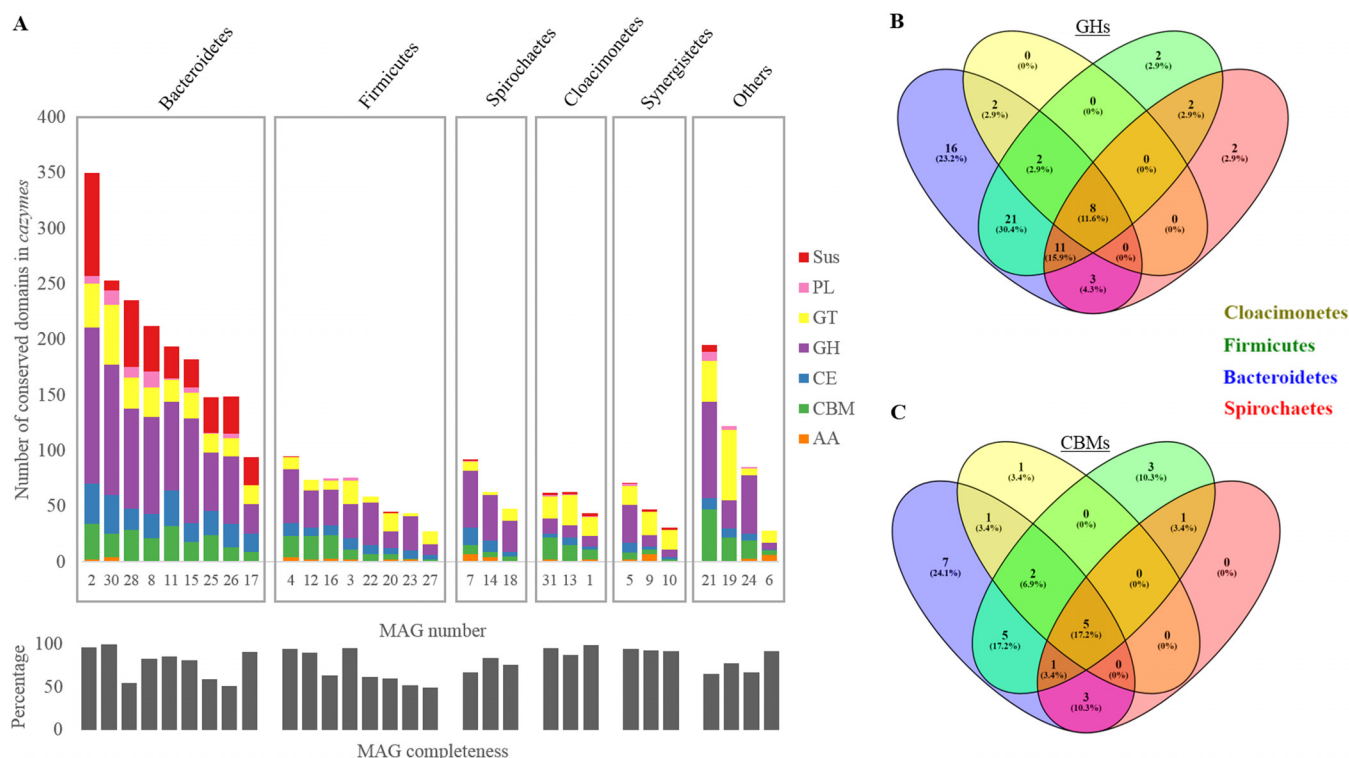 A
Bacteroidetes
Firmicutes
Spirochaetes
Cloacimonetes
Synergistetes
Others
Number of conserved domains in cazymes
400
350
300
250
200
150
100
50
0
2 30 28 8 11 15 25 26 17
4 12 16 3 22 20 23 27
7 14 18
31 13 1
5 9 10
21 19 24 6
MAG number
Percentage
100
50
0
MAG completeness
Sus
PL
GT
GH
CE
CBM
AA
B
GHs
0
(0%)
2
(2.9%)
2
(2.9%)
0
(0%)
2
(2.9%)
16
(23.2%)
2
(2.9%)
0
(0%)
2
(2.9%)
8
(11.6%)
21
(30.4%)
0
(0%)
11
(15.9%)
0
(0%)
3
(4.3%)
Cloacimonetes
Firmicutes
Bacteroidetes
Spirochaetes
C
CBMs
1
(3.4%)
3
(10.3%)
1
(3.4%)
0
(0%)
1
(3.4%)
7
(24.1%)
2
(6.9%)
0
(0%)
0
(0%)
5
(17.2%)
5
(17.2%)
0
(0%)
1
(3.4%)
0
(0%)
3
(10.3%)